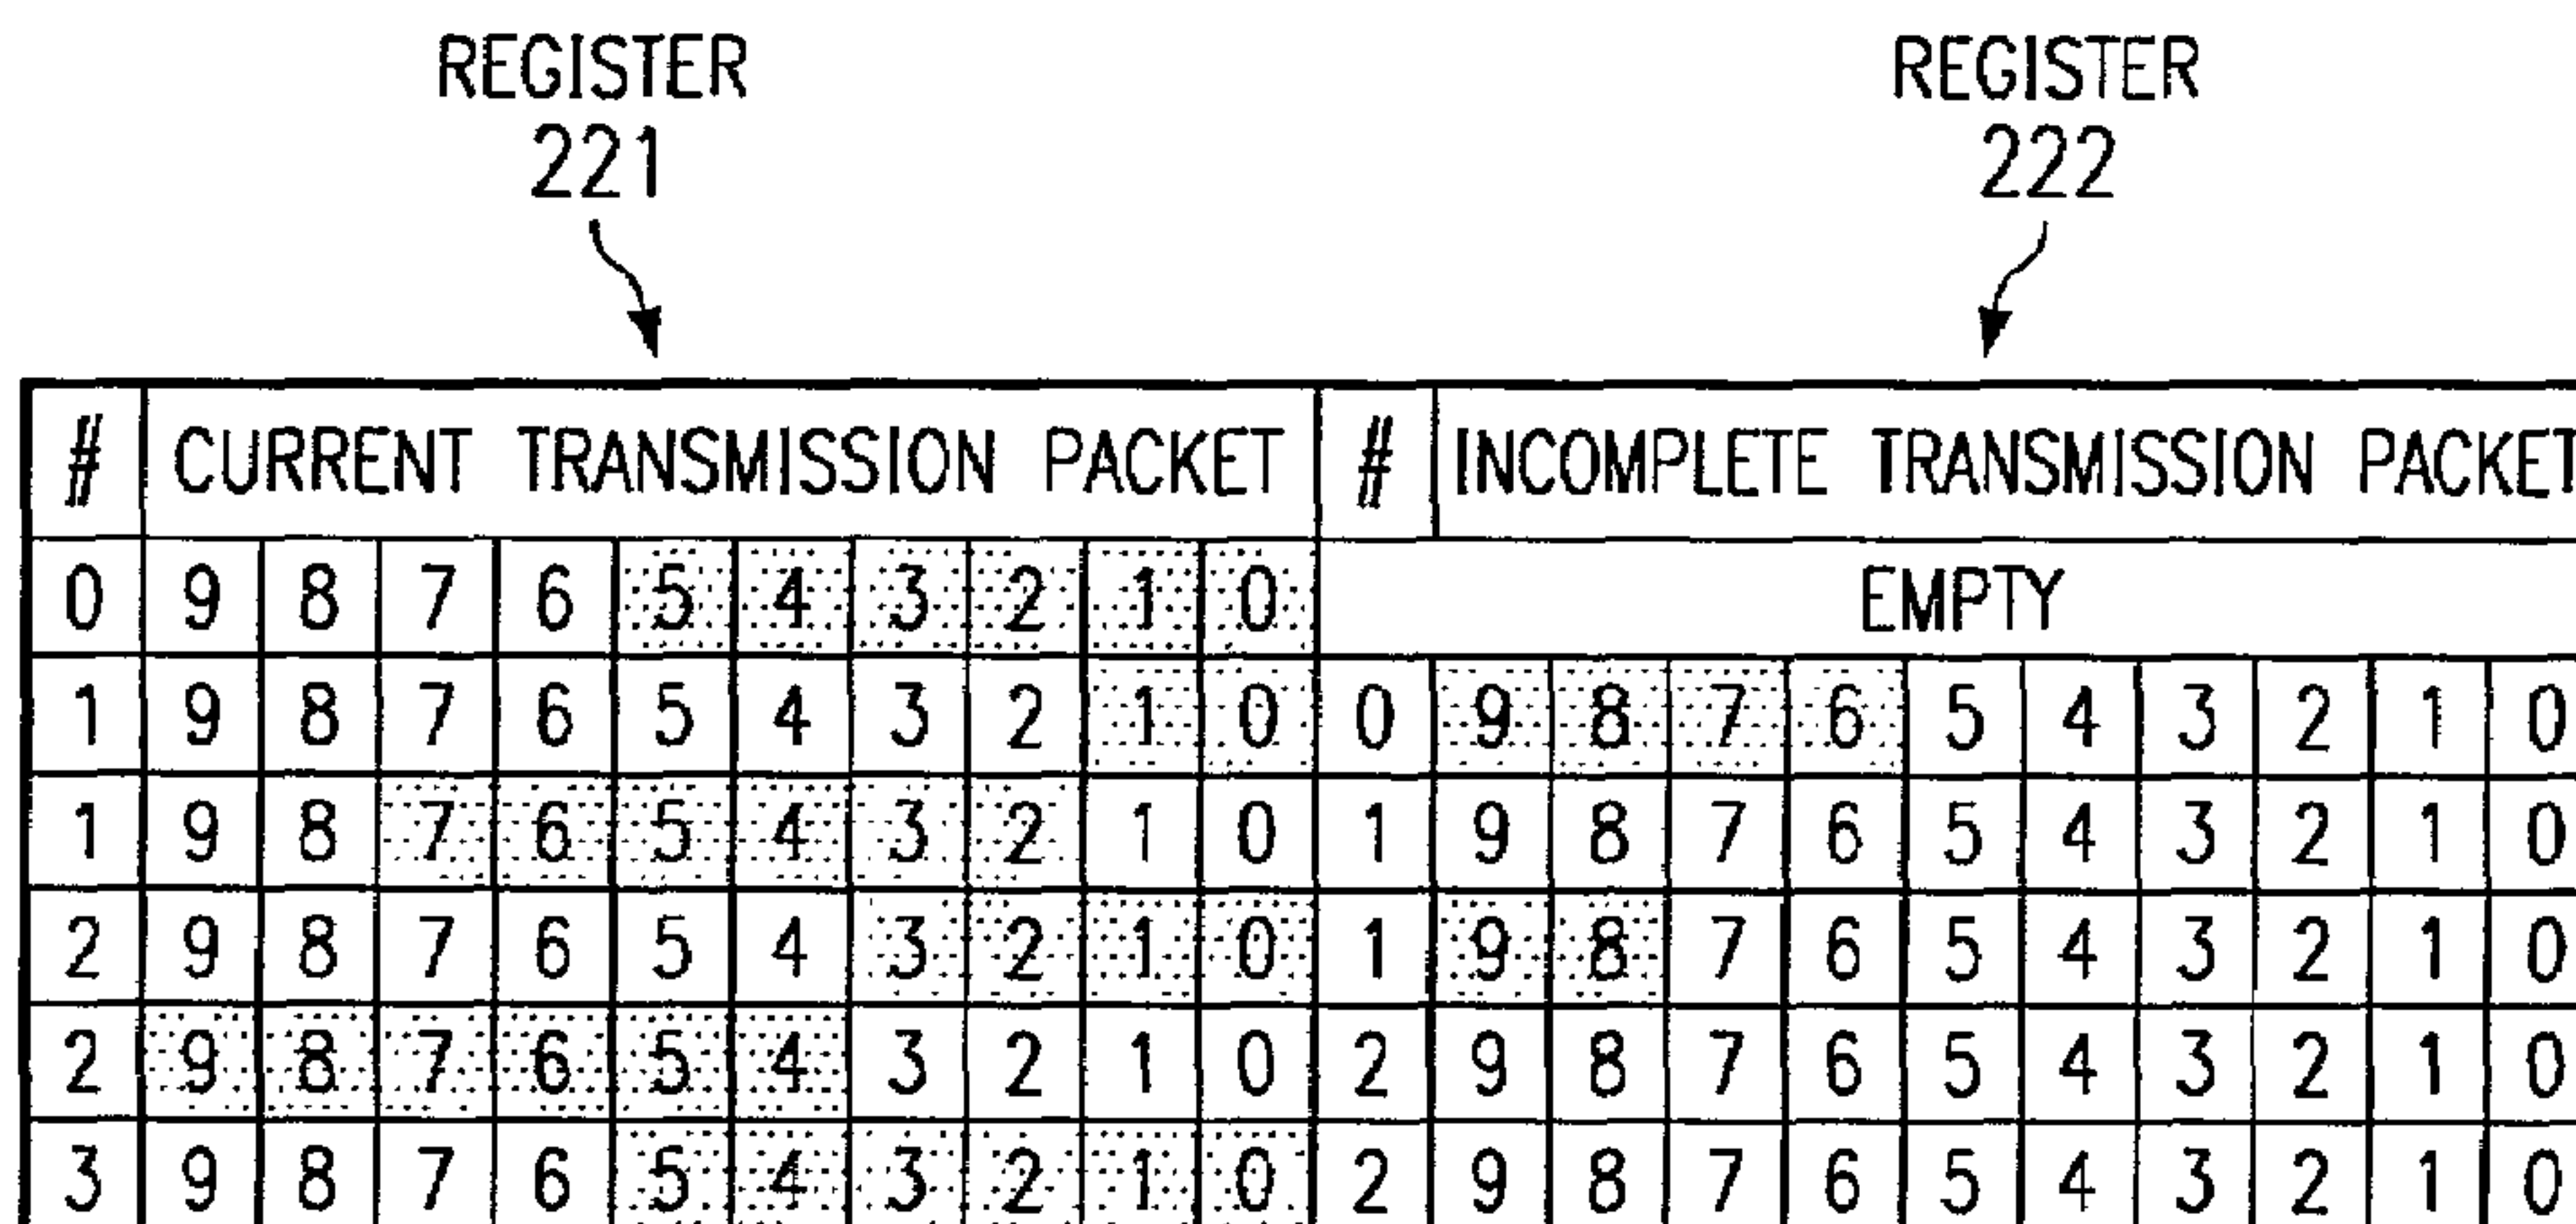 REGISTER 221
REGISTER 222
# CURRENT TRANSMISSION PACKET # INCOMPLETE TRANSMISSION PACKET
0 9 8 7 6 5 4 3 2 1 0 EMPTY
1 9 8 7 6 5 4 3 2 1 0 0 9 8 7 6 5 4 3 2 1 0
1 9 8 7 6 5 4 3 2 1 0 1 9 8 7 6 5 4 3 2 1 0
2 9 8 7 6 5 4 3 2 1 0 1 9 8 7 6 5 4 3 2 1 0
2 9 8 7 6 5 4 3 2 1 0 2 9 8 7 6 5 4 3 2 1 0
3 9 8 7 6 5 4 3 2 1 0 2 9 8 7 6 5 4 3 2 1 0